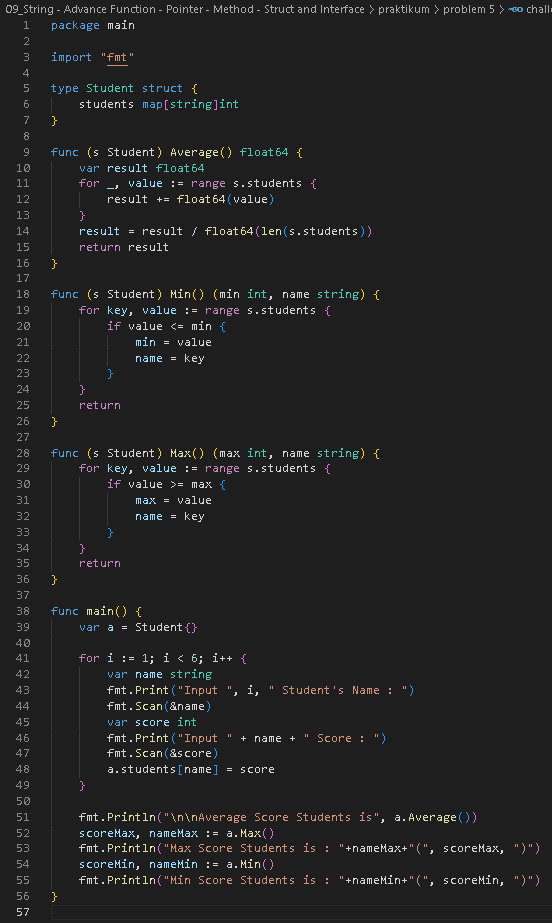 09_String - Advance Function - Pointer - Method - Struct and Interface > praktikum > problem 5 > chall
1 package main
2
3 import "fmt"
4
5 type Student struct {
6     students map[string]int
7 }
8
9 func (s Student) Average() float64 {
10     var result float64
11     for _, value := range s.students {
12         result += float64(value)
13     }
14     result = result / float64(len(s.students))
15     return result
16 }
17
18 func (s Student) Min() (min int, name string) {
19     for key, value := range s.students {
20         if value <= min {
21             min = value
22             name = key
23         }
24     }
25     return
26 }
27
28 func (s Student) Max() (max int, name string) {
29     for key, value := range s.students {
30         if value >= max {
31             max = value
32             name = key
33         }
34     }
35     return
36 }
37
38 func main() {
39     var a = Student{}
40
41     for i := 1; i < 6; i++ {
42         var name string
43         fmt.Print("Input ", i, " Student's Name : ")
44         fmt.Scan(&name)
45         var score int
46         fmt.Print("Input " + name + " Score : ")
47         fmt.Scan(&score)
48         a.students[name] = score
49     }
50
51     fmt.Println("\n\nAverage Score Students is", a.Average())
52     scoreMax, nameMax := a.Max()
53     fmt.Println("Max Score Students is : "+nameMax+"(", scoreMax, ")")
54     scoreMin, nameMin := a.Min()
55     fmt.Println("Min Score Students is : "+nameMin+"(", scoreMin, ")")
56 }
57